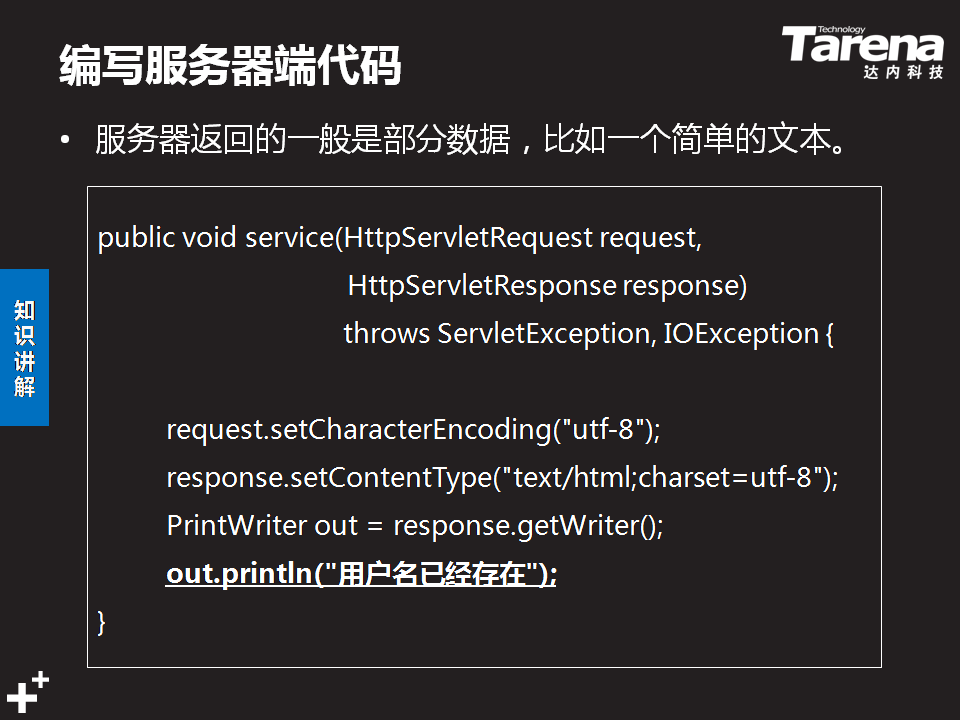 编写服务器端代码
Technology
Tarena
达内科技
• 服务器返回的一般是部分数据，比如一个简单的文本。
知识讲解
public void service(HttpServletRequest request,
HttpServletResponse response)
throws ServletException, IOException {
request.setCharacterEncoding("utf-8");
response.setContentType("text/html;charset=utf-8");
PrintWriter out = response.getWriter();
out.println("用户名已经存在");
}